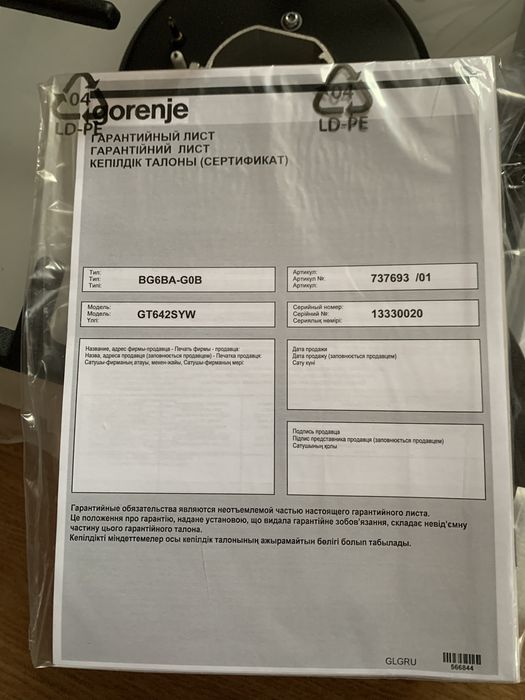 04
LD-PE
04
LD-PE
gorenje
ГАРАНТИЙНЫЙ ЛИСТ
ГАРАНТІЙНИЙ ЛИСТ
КЕПІЛДІК ТАЛОНЫ (СЕРТИФИКАТ)
Тип:
Тип:
Типі:
BG6BA-G0B
Артикул:
Артикул №:
Артикул:
737693 /01
Модель:
Модель:
Үлгі:
GT642SYW
Серийный номер:
Серійний №:
Сериялық нөмірі:
13330020
Название, адрес фирмы-продавца - Печать фирмы - продавца:
Назва, адреса продавця (заповнюється продавцем) - Печатка продавця:
Сатушы-фирманың атауы, мекен-жайы, Сатушы-фирманың мөрі:
Дата продажи
Дата продажу (заповнюється продавцем)
Сату күні
Подпись продавца
Підпис представника продавця (заповнюється продавцем)
Сатушының қолы
Гарантийные обязательства являются неотъемлемой частью настоящего гарантийного листа.
Це положення про гарантію, надане установою, що видала гарантійне зобов'язання, складає невід'ємну
частину цього гарантійного талона.
Кепілдікті міндеттемелер осы кепілдік талонының ажырамайтын бөлігі болып табылады.
GLGRU
566844